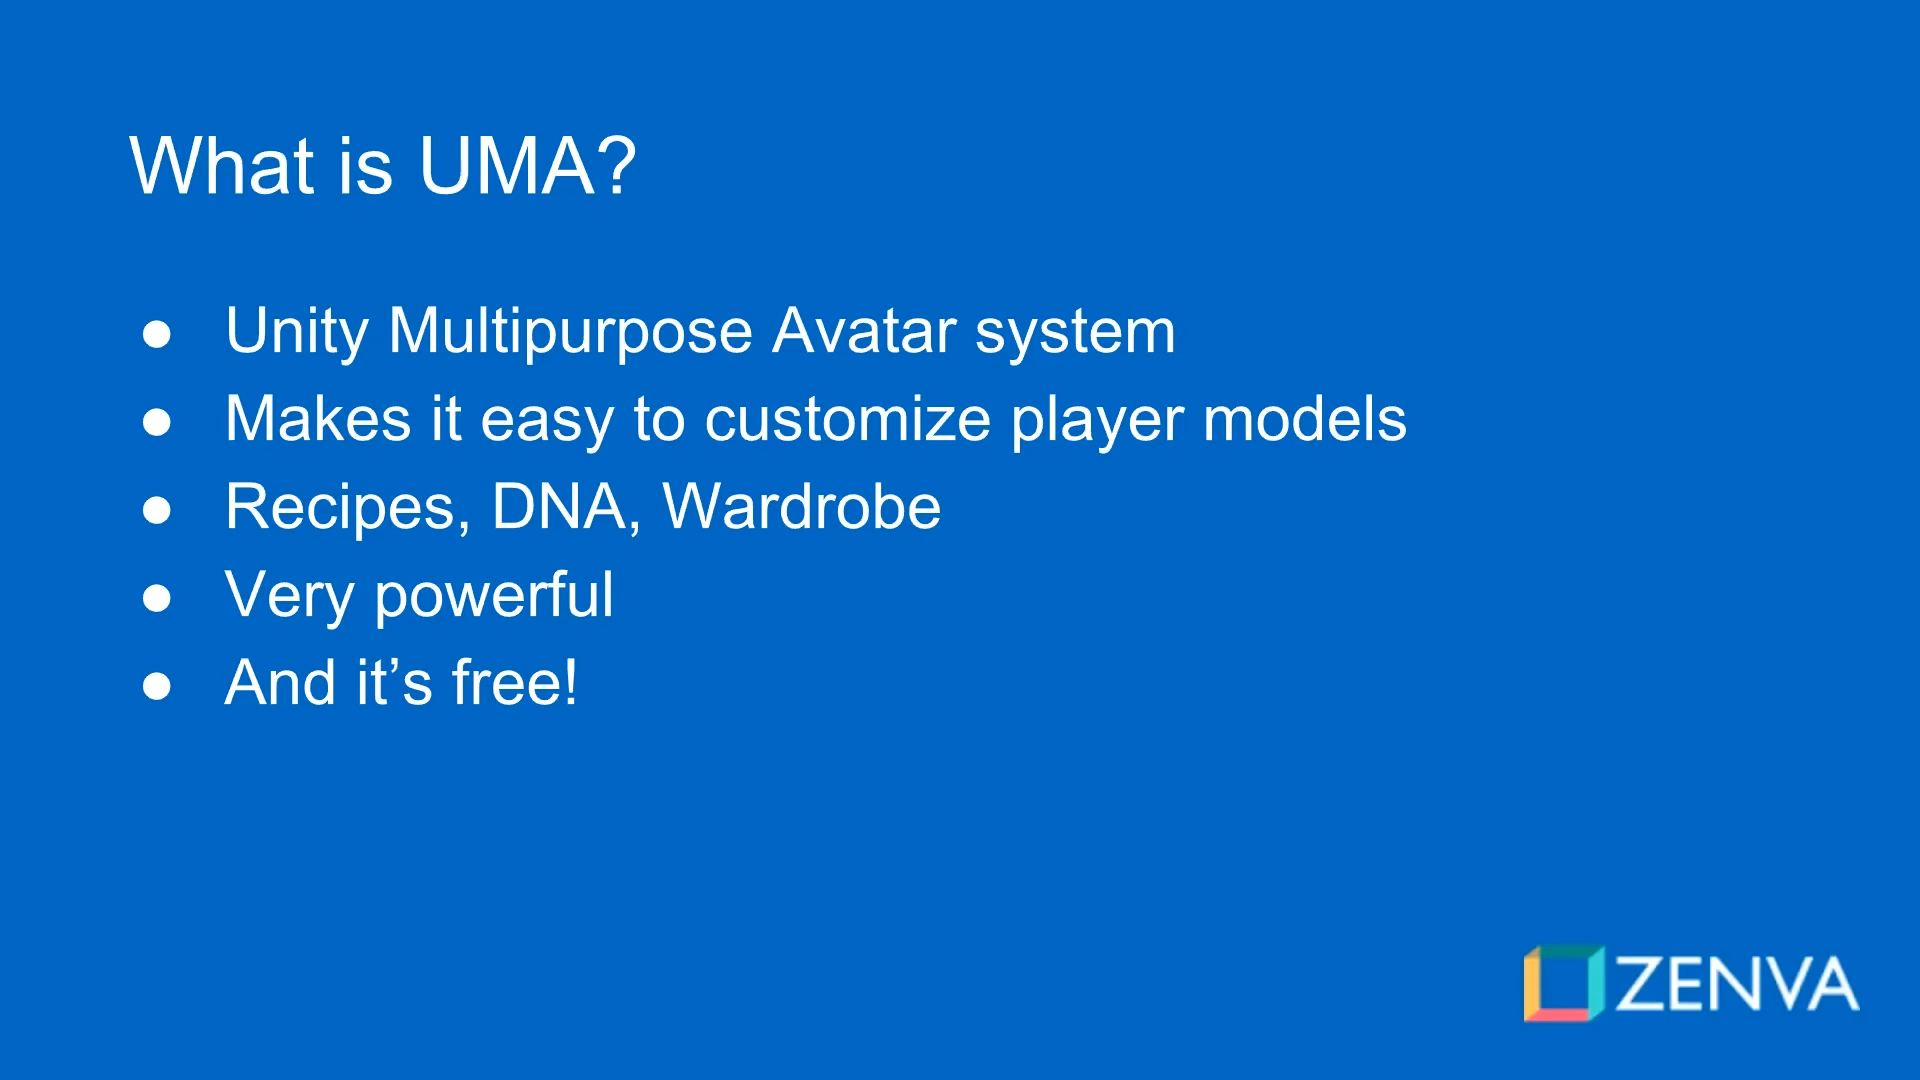 What is UMA?
● Unity Multipurpose Avatar system
● Makes it easy to customize player models
● Recipes, DNA, Wardrobe
● Very powerful
● And it’s free!
ZENVA